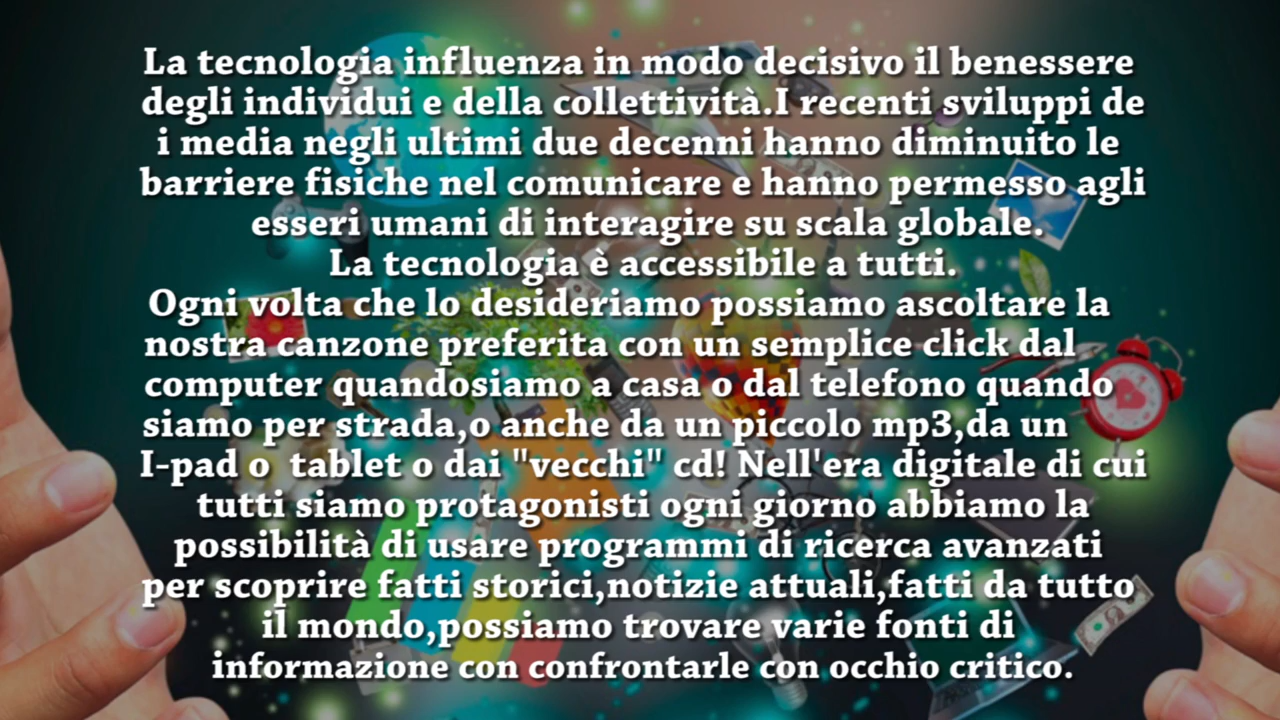 La tecnologia influenza in modo decisivo il benessere
degli individui e della collettività.I recenti sviluppi de
i media negli ultimi due decenni hanno diminuito le
barriere fisiche nel comunicare e hanno permesso agli
esseri umani di interagire su scala globale.
La tecnologia è accessibile a tutti.
Ogni volta che lo desideriamo possiamo ascoltare la
nostra canzone preferita con un semplice click dal
computer quandosiamo a casa o dal telefono quando
siamo per strada,o anche da un piccolo mp3,da un
I-pad o  tablet o dai "vecchi" cd! Nell'era digitale di cui
tutti siamo protagonisti ogni giorno abbiamo la
possibilità di usare programmi di ricerca avanzati
per scoprire fatti storici,notizie attuali,fatti da tutto
il mondo,possiamo trovare varie fonti di
informazione con confrontarle con occhio critico.